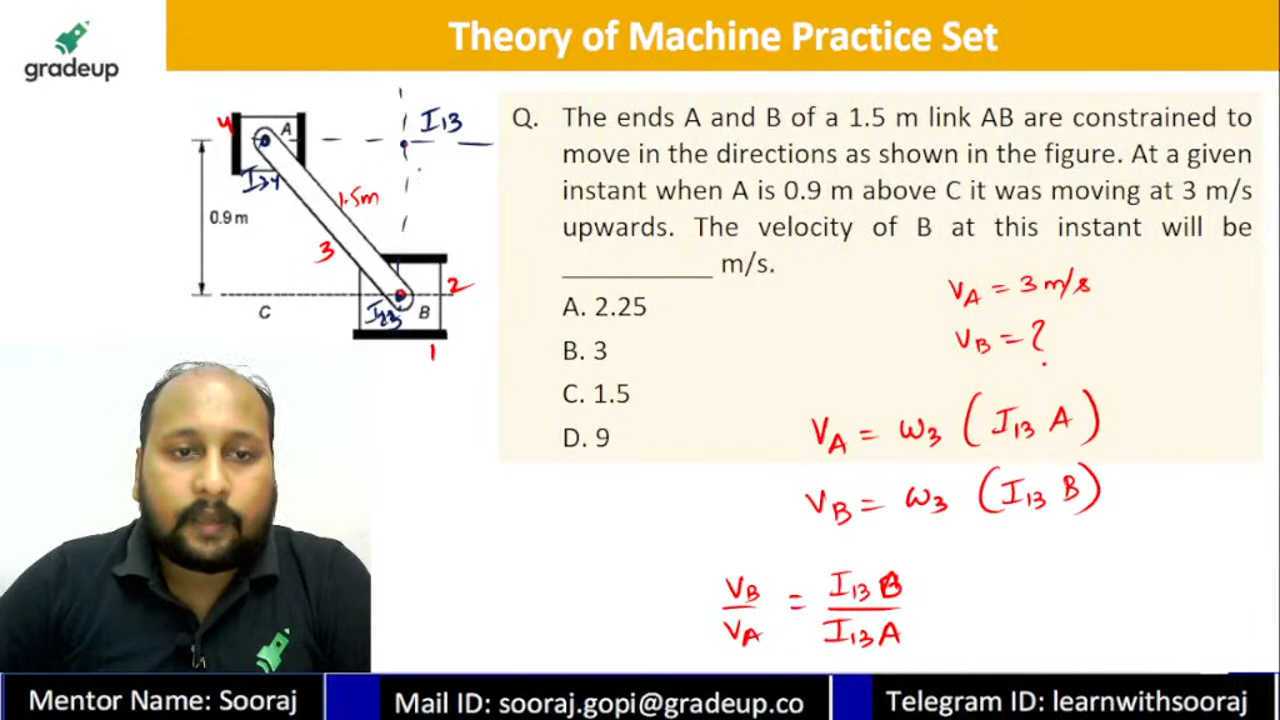 Theory of Machine Practice Set
gradeup
4
A
I13
I34
1.5m
0.9 m
3
2
C
I23
B
1
Q. The ends A and B of a 1.5 m link AB are constrained to
move in the directions as shown in the figure. At a given
instant when A is 0.9 m above C it was moving at 3 m/s
upwards. The velocity of B at this instant will be
__________ m/s.
A. 2.25
B. 3
C. 1.5
D. 9
VA = 3 m/s
VB = ?
VA = ω3 (I13 A)
VB = ω3 (I13 B)
VB / VA = I13 B / I13 A
Mentor Name: Sooraj
Mail ID: sooraj.gopi@gradeup.co
Telegram ID: learnwithsooraj